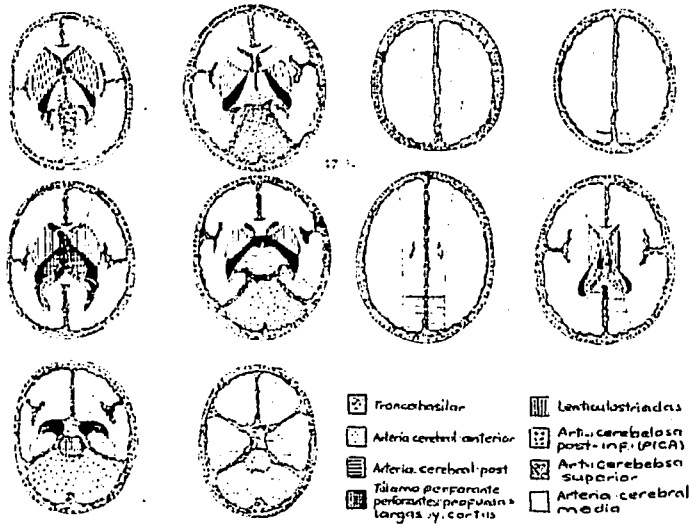 Troncobasilar
Arteria cerebral anterior
Arteria cerebral post
Tálamo perforante
perforantes profundas
largas y cortas
Lenticulostriadas
Art. cerebelosa
post-inf. (PICA)
Art. cerebelosa
superior
Arteria cerebral
media